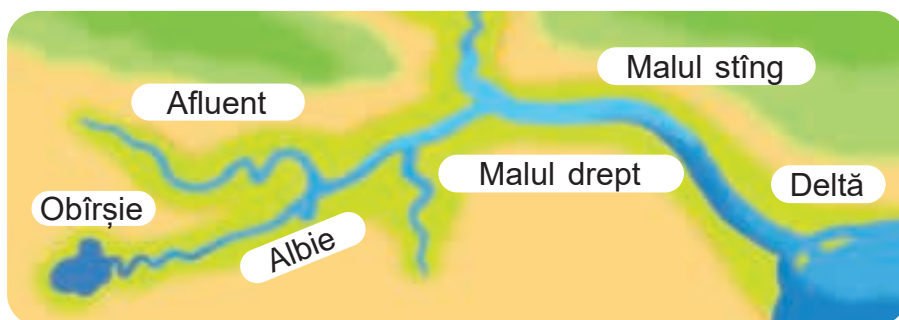 Malul stîng
Afluent
Malul drept
Deltă
Obîrșie
Albie